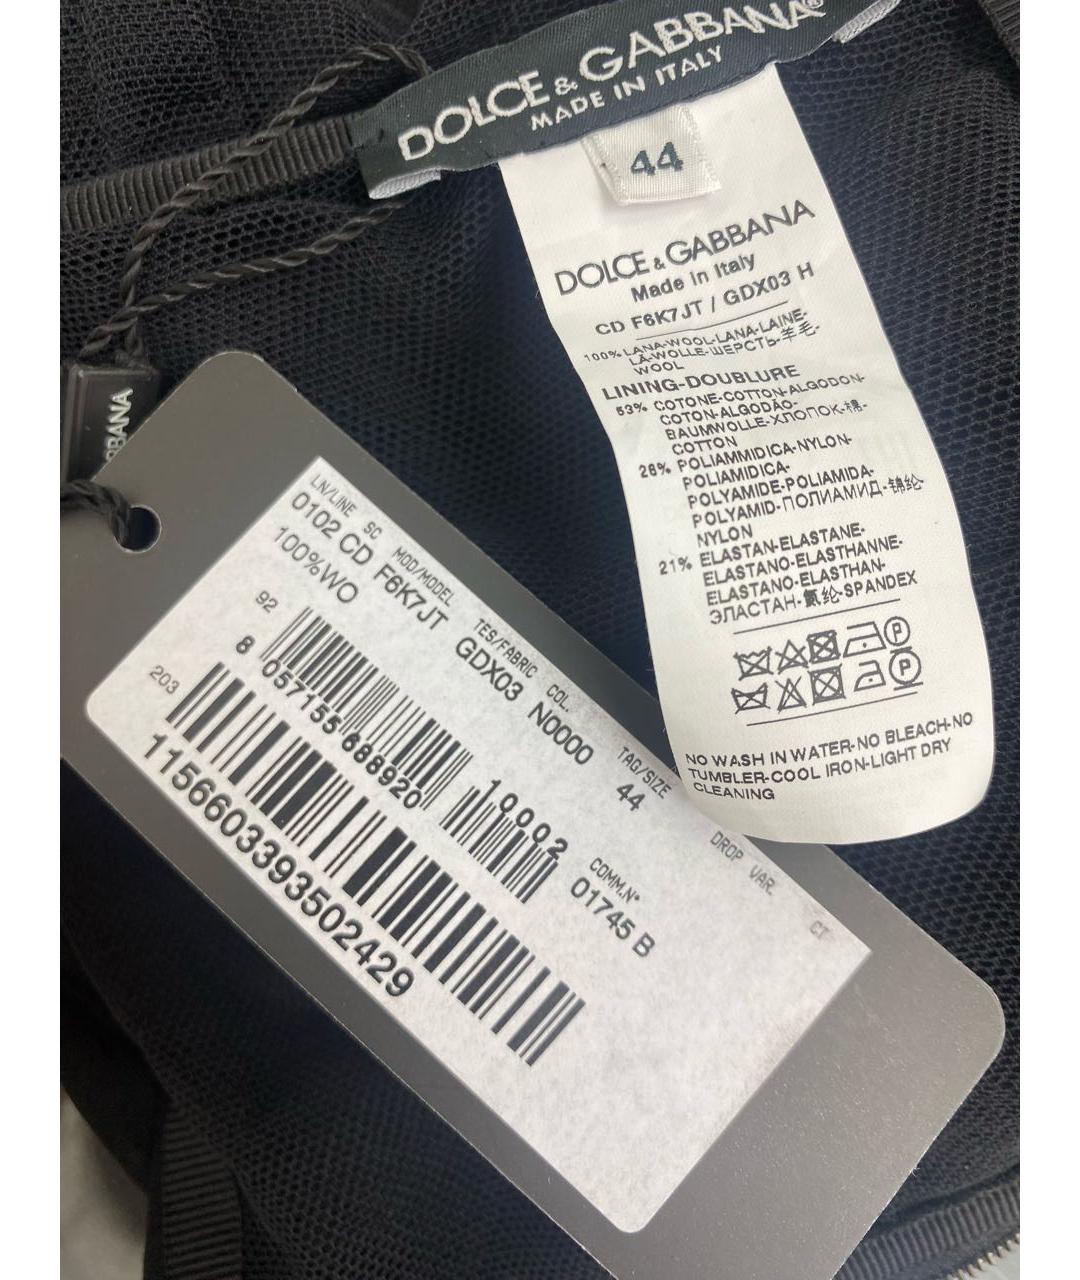 DOLCE & GABBANA®
MADE IN ITALY
44
DOLCE & GABBANA
Made in Italy
CD F6K7JT / GDX03 H
100% LANA-WOOL-LANA-LAINE-
LÃ-WOLLE-ШЕРСТЬ-羊毛-
WOOL
LINING-DOUBLURE
53% COTONE-COTTON-ALGODON-
COTON-ALGODÃO-
BAUMWOLLE-ХЛОПОК-棉-
COTTON
26% POLIAMMIDICA-NYLON-
POLIAMIDICA-
POLYAMIDE-POLIAMIDA-
POLYAMID-ПОЛИАМИД-锦纶-
NYLON
21% ELASTAN-ELASTANE-
ELASTANO-ELASTHANNE-
ELASTANO-ELASTHAN-
ЭЛАСТАН-氨纶-SPANDEX
P
P
NO WASH IN WATER-NO BLEACH-NO
TUMBLER-COOL IRON-LIGHT DRY
CLEANING
BBANA
LN/LINE SC MOD/MODEL TES/FABRIC COL. TAG/SIZE DROP VAR. CT
0102 CD F6K7JT GDX03 N0000 44
100%WO
92
8 057155 688920 10002
COMM.N°
01745 B
203
1156603393502429